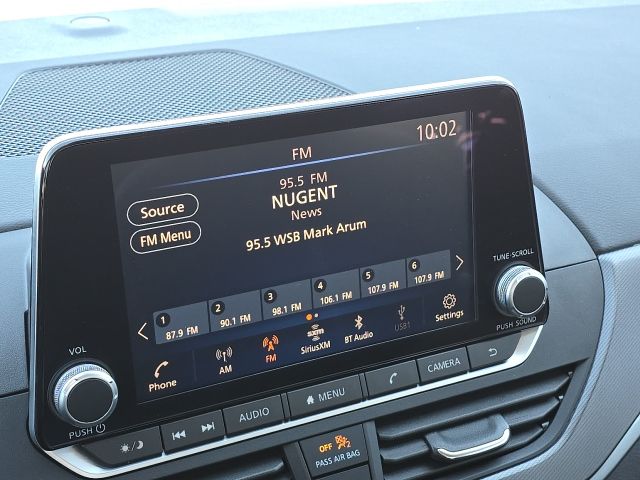 10:02
FM
95.5 FM
NUGENT
News
95.5 WSB Mark Arum
Source
FM Menu
1 87.9 FM
2 90.1 FM
3 98.1 FM
4 106.1 FM
5 107.9 FM
6 107.9 FM
Phone
AM
FM
sxm
SiriusXM
BT Audio
USB1
Settings
TUNE·SCROLL
PUSH SOUND
VOL
PUSH
AUDIO
MENU
CAMERA
OFF 2
PASS AIR BAG